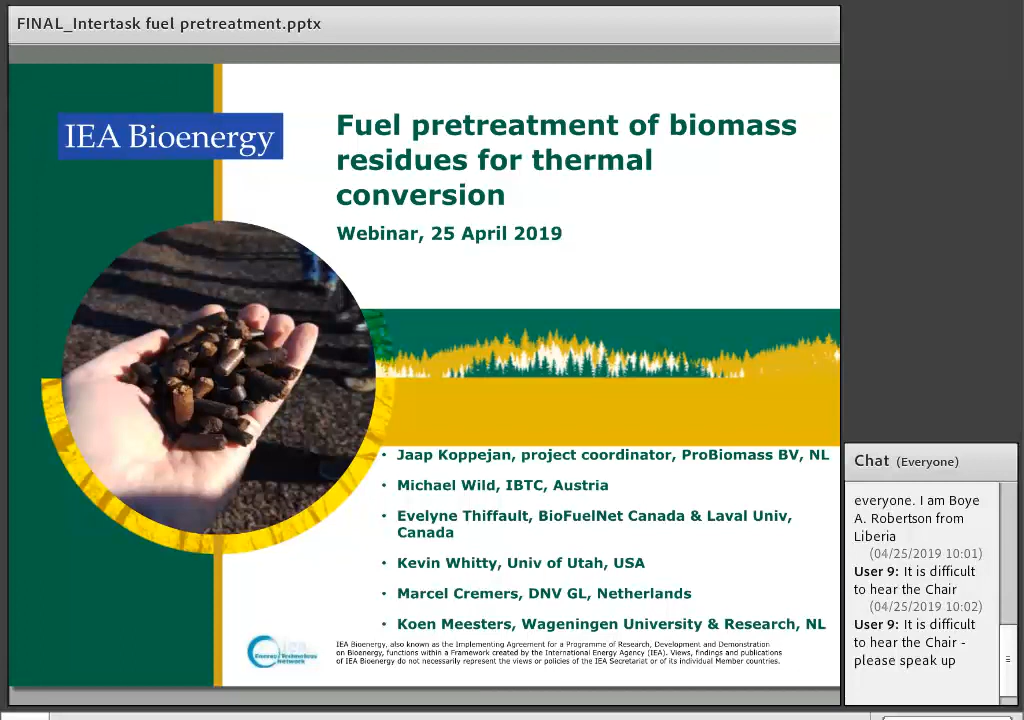 FINAL_Intertask fuel pretreatment.pptx
IEA Bioenergy
Fuel pretreatment of biomass
residues for thermal
conversion
Webinar, 25 April 2019
• Jaap Koppejan, project coordinator, ProBiomass BV, NL
• Michael Wild, IBTC, Austria
• Evelyne Thiffault, BioFuelNet Canada & Laval Univ,
Canada
• Kevin Whitty, Univ of Utah, USA
• Marcel Cremers, DNV GL, Netherlands
• Koen Meesters, Wageningen University & Research, NL
Energy Technology
Network
IEA Bioenergy, also known as the Implementing Agreement for a Programme of Research, Development and Demonstration
on Bioenergy, functions within a Framework created by the International Energy Agency (IEA). Views, findings and publications
of IEA Bioenergy do not necessarily represent the views or policies of the IEA Secretariat or of its individual Member countries.
Chat (Everyone)
everyone. I am Boye
A. Robertson from
Liberia
(04/25/2019 10:01)
User 9: It is difficult
to hear the Chair
(04/25/2019 10:02)
User 9: It is difficult
to hear the Chair -
please speak up